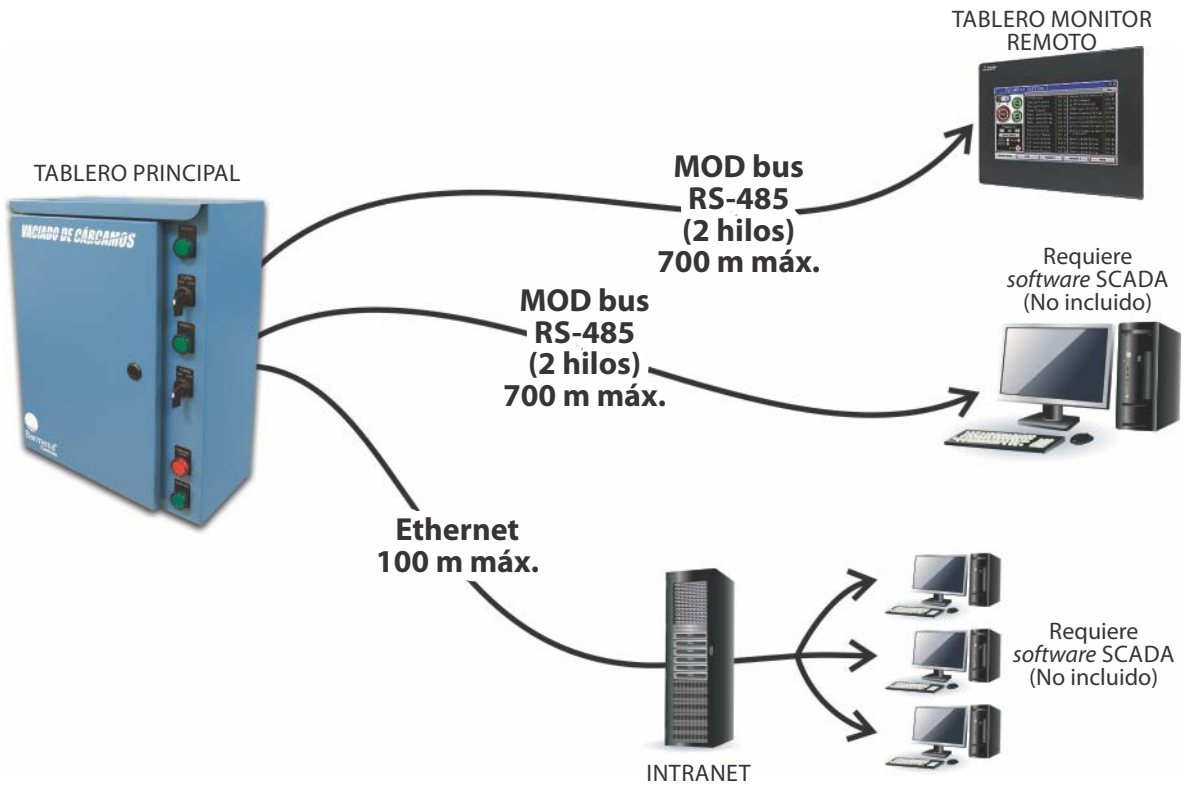 TABLERO MONITOR
REMOTO
TABLERO PRINCIPAL
VACIADO DE CÁRCAMOS
Barmesa
MOD bus
RS-485
(2 hilos)
700 m máx.
MOD bus
RS-485
(2 hilos)
700 m máx.
Requiere
software SCADA
(No incluido)
Ethernet
100 m máx.
INTRANET
Requiere
software SCADA
(No incluido)